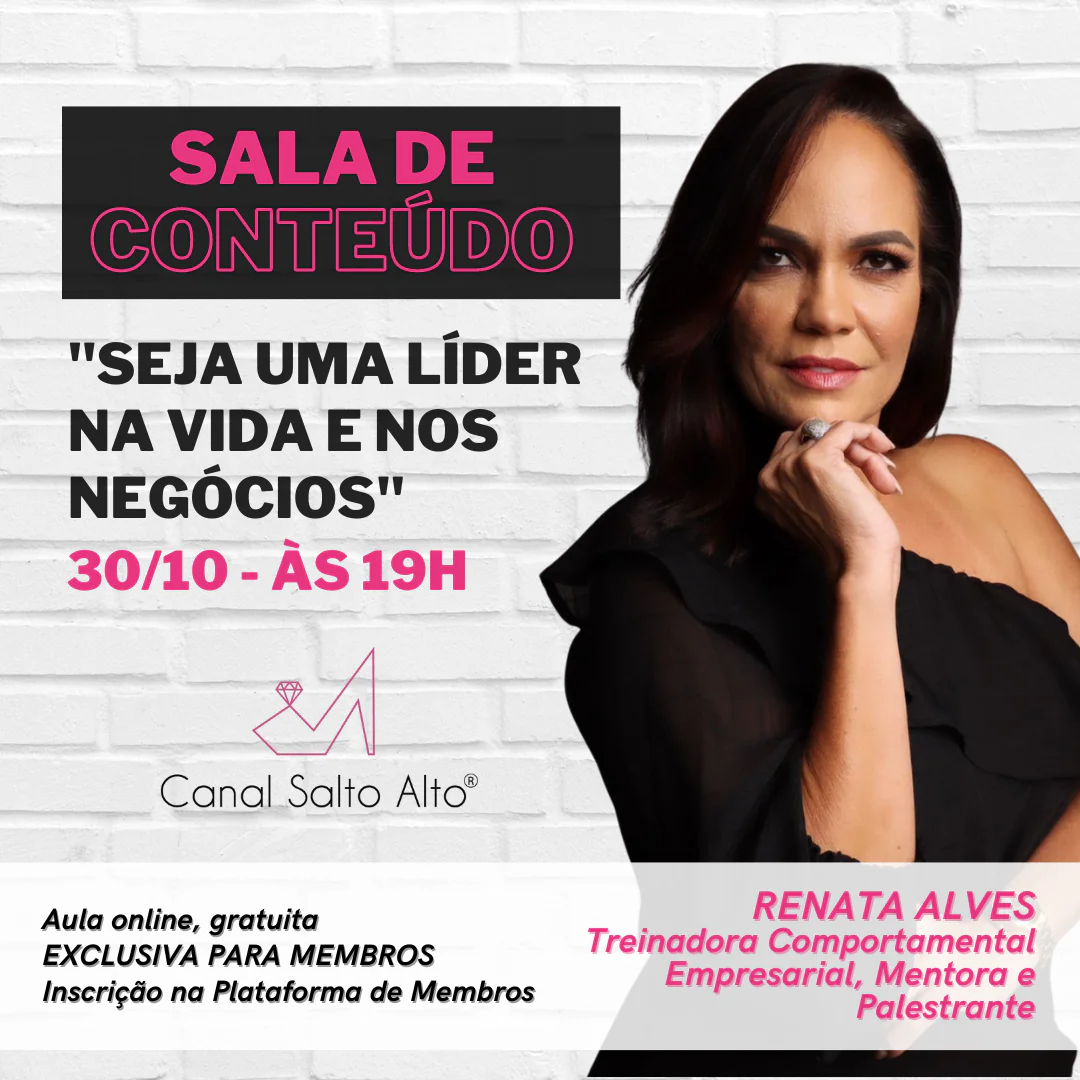 SALA DE
CONTEÚDO
"SEJA UMA LÍDER
NA VIDA E NOS
NEGÓCIOS"
30/10 - ÀS 19H
Canal Salto Alto®
Aula online, gratuita
EXCLUSIVA PARA MEMBROS
Inscrição na Plataforma de Membros
RENATA ALVES
Treinadora Comportamental
Empresarial, Mentora e
Palestrante